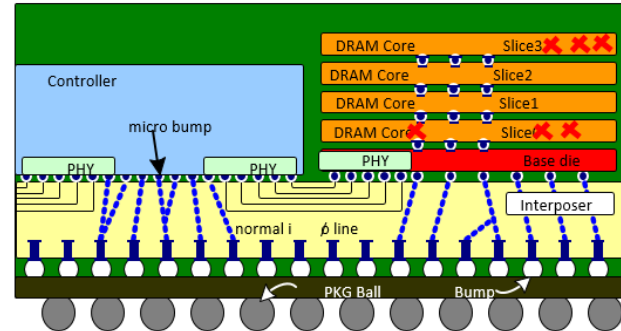 DRAM Core Slice3
DRAM Core Slice2
Controller
DRAM Core Slice1
micro bump
DRAM Core Slice
PHY PHY PHY Base die
Interposer
normal i/p line
PKG Ball Bump